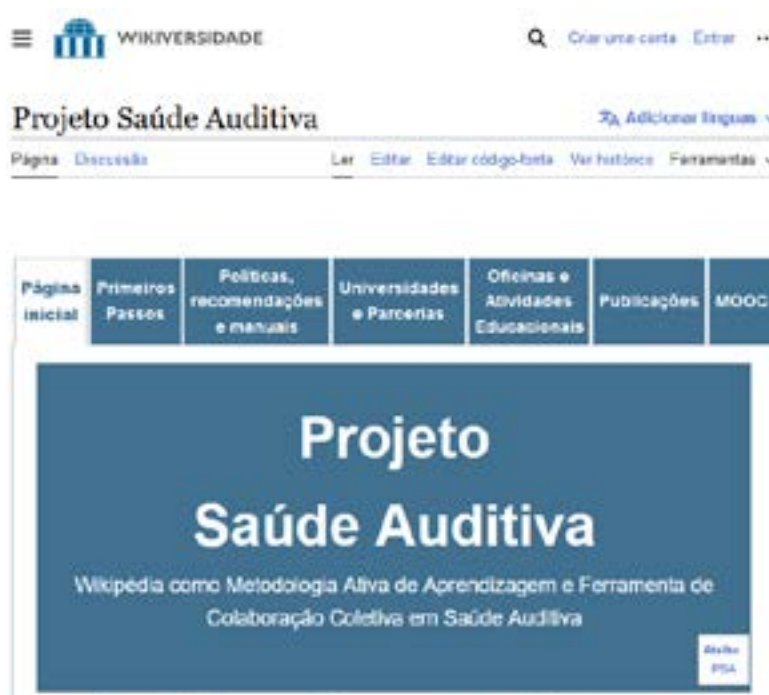 WIKIVERSIDADE
Criar uma conta Entrar
Projeto Saúde Auditiva
Adicionar línguas
Página Discussão Ler Editar Editar código-fonte Ver histórico Ferramentas
Página inicial
Primeiros Passos
Políticas, recomendações e manuais
Universidades e Parcerias
Oficinas e Atividades Educacionais
Publicações
MOOC
Projeto
Saúde Auditiva
Wikipédia como Metodologia Ativa de Aprendizagem e Ferramenta de
Colaboração Coletiva em Saúde Auditiva
Atalho
PSA